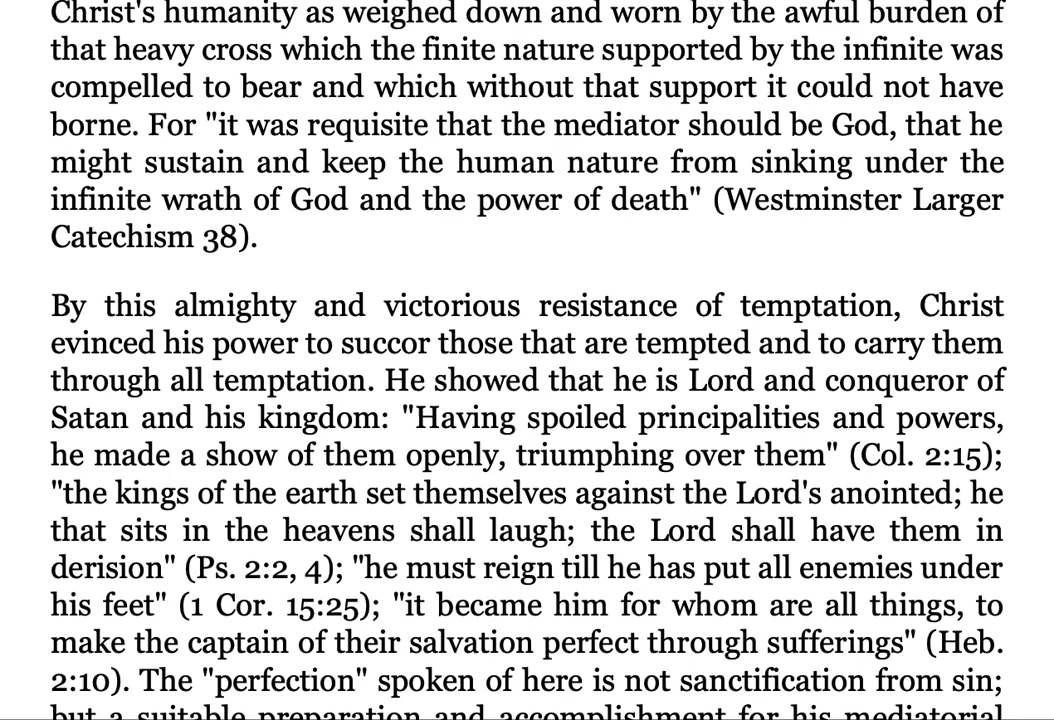 Christ's humanity as weighed down and worn by the awful burden of
that heavy cross which the finite nature supported by the infinite was
compelled to bear and which without that support it could not have
borne. For "it was requisite that the mediator should be God, that he
might sustain and keep the human nature from sinking under the
infinite wrath of God and the power of death" (Westminster Larger
Catechism 38).
By this almighty and victorious resistance of temptation, Christ
evinced his power to succor those that are tempted and to carry them
through all temptation. He showed that he is Lord and conqueror of
Satan and his kingdom: "Having spoiled principalities and powers,
he made a show of them openly, triumphing over them" (Col. 2:15);
"the kings of the earth set themselves against the Lord's anointed; he
that sits in the heavens shall laugh; the Lord shall have them in
derision" (Ps. 2:2, 4); "he must reign till he has put all enemies under
his feet" (1 Cor. 15:25); "it became him for whom are all things, to
make the captain of their salvation perfect through sufferings" (Heb.
2:10). The "perfection" spoken of here is not sanctification from sin;
but a suitable preparation and accomplishment for his mediatorial